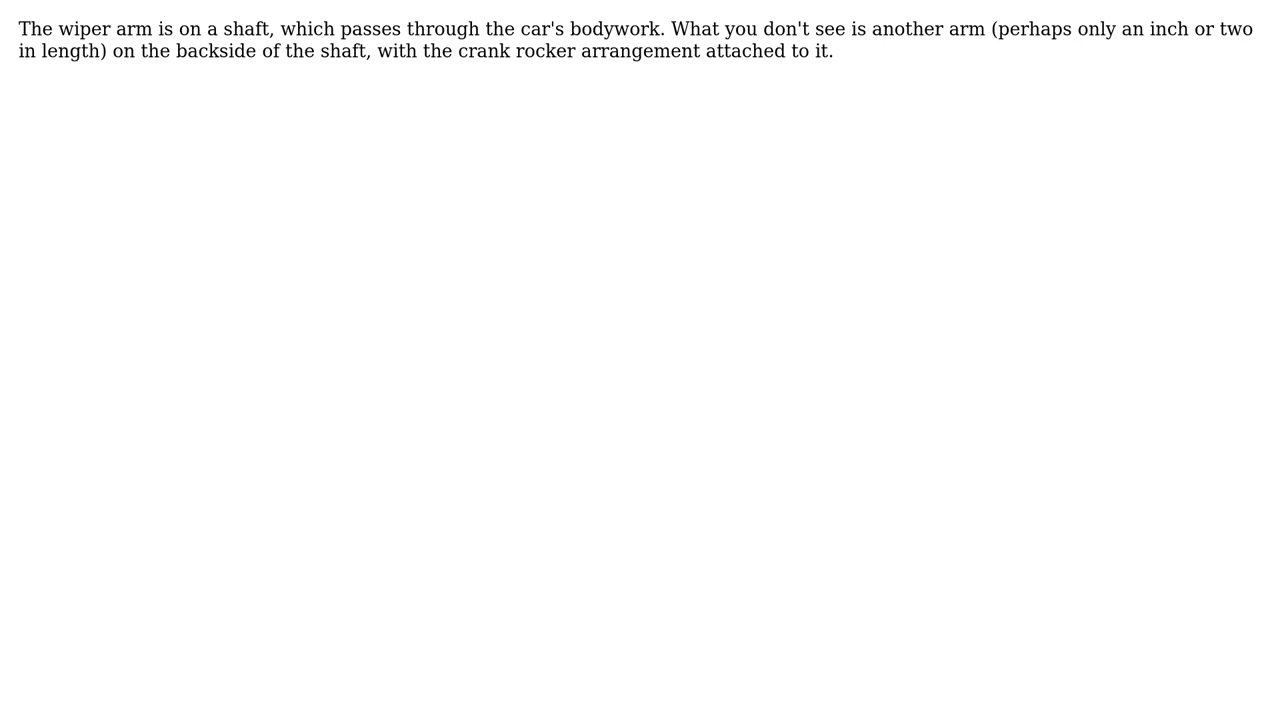 The wiper arm is on a shaft, which passes through the car's bodywork. What you don't see is another arm (perhaps only an inch or two
in length) on the backside of the shaft, with the crank rocker arrangement attached to it.